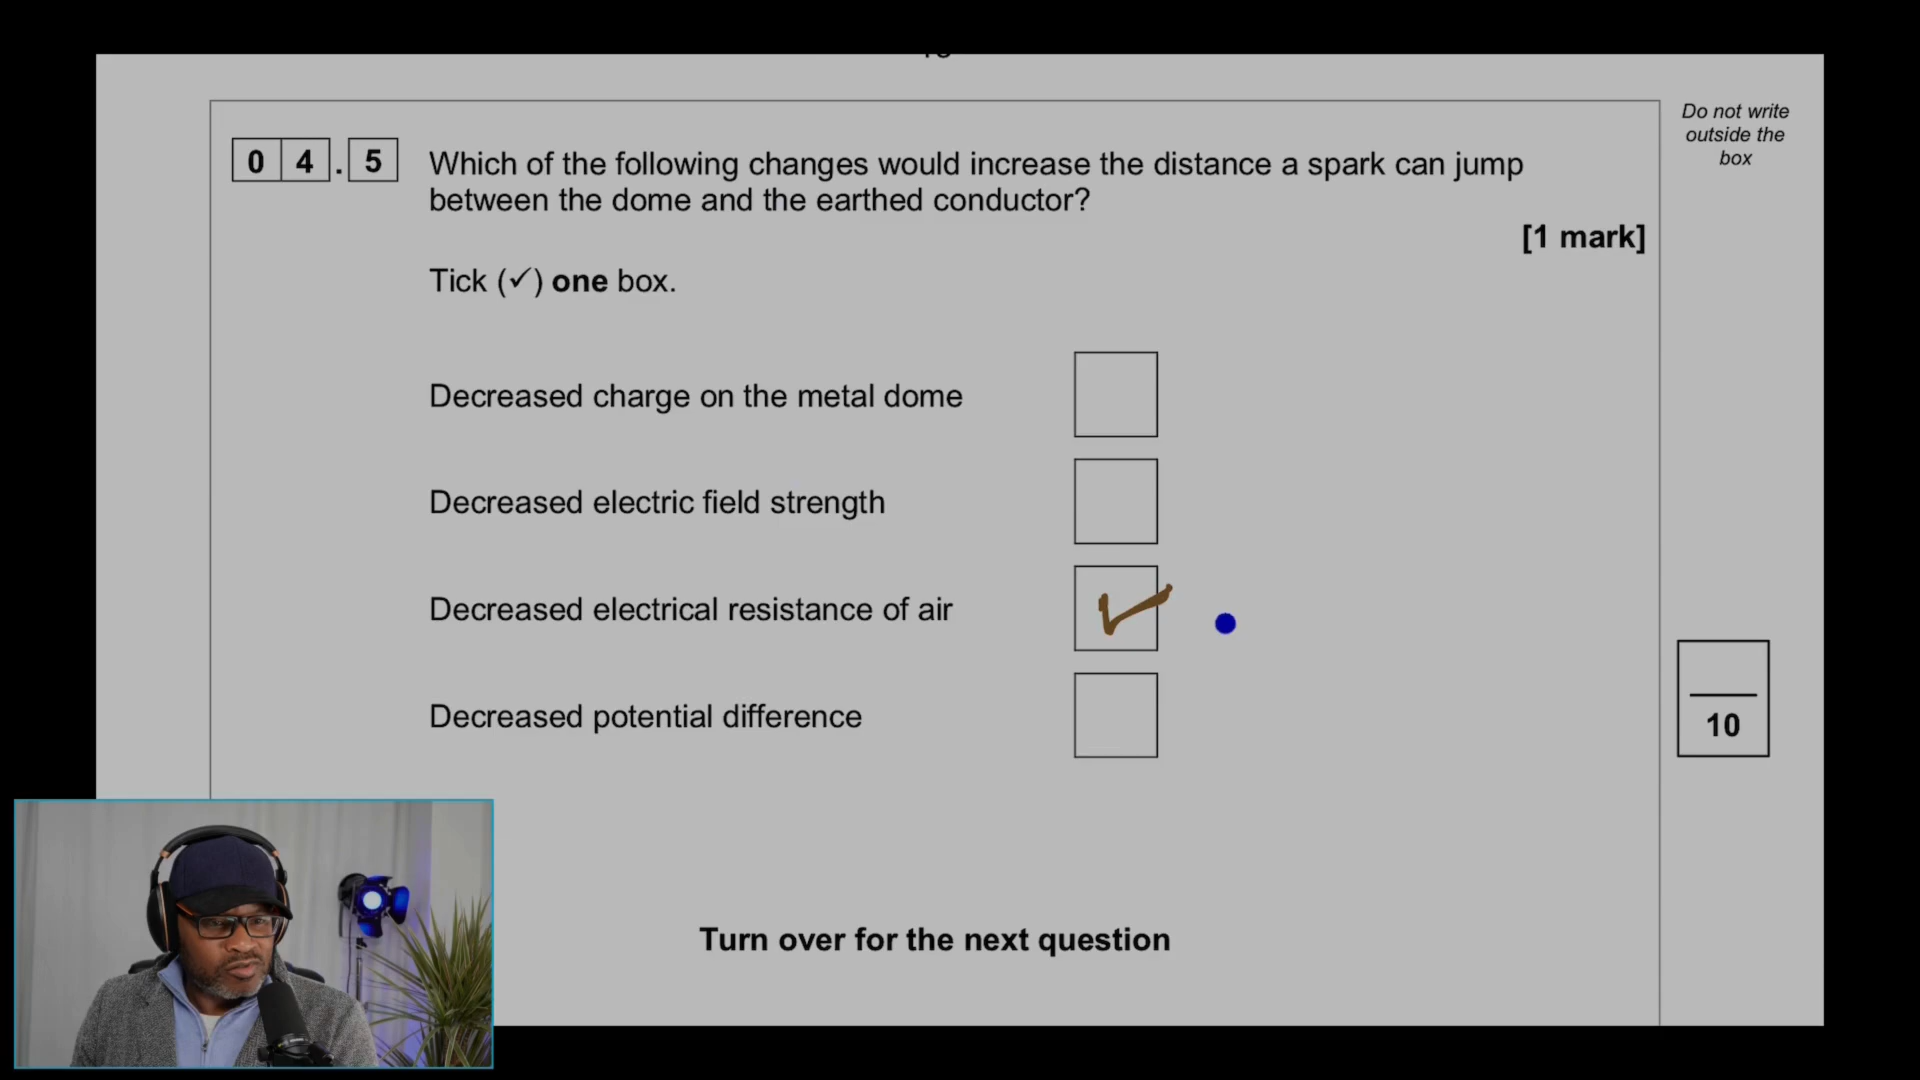 Do not write
outside the
box
0 4 . 5 Which of the following changes would increase the distance a spark can jump
between the dome and the earthed conductor?
[1 mark]
Tick (✓) one box.
Decreased charge on the metal dome
Decreased electric field strength
Decreased electrical resistance of air
Decreased potential difference
10
Turn over for the next question